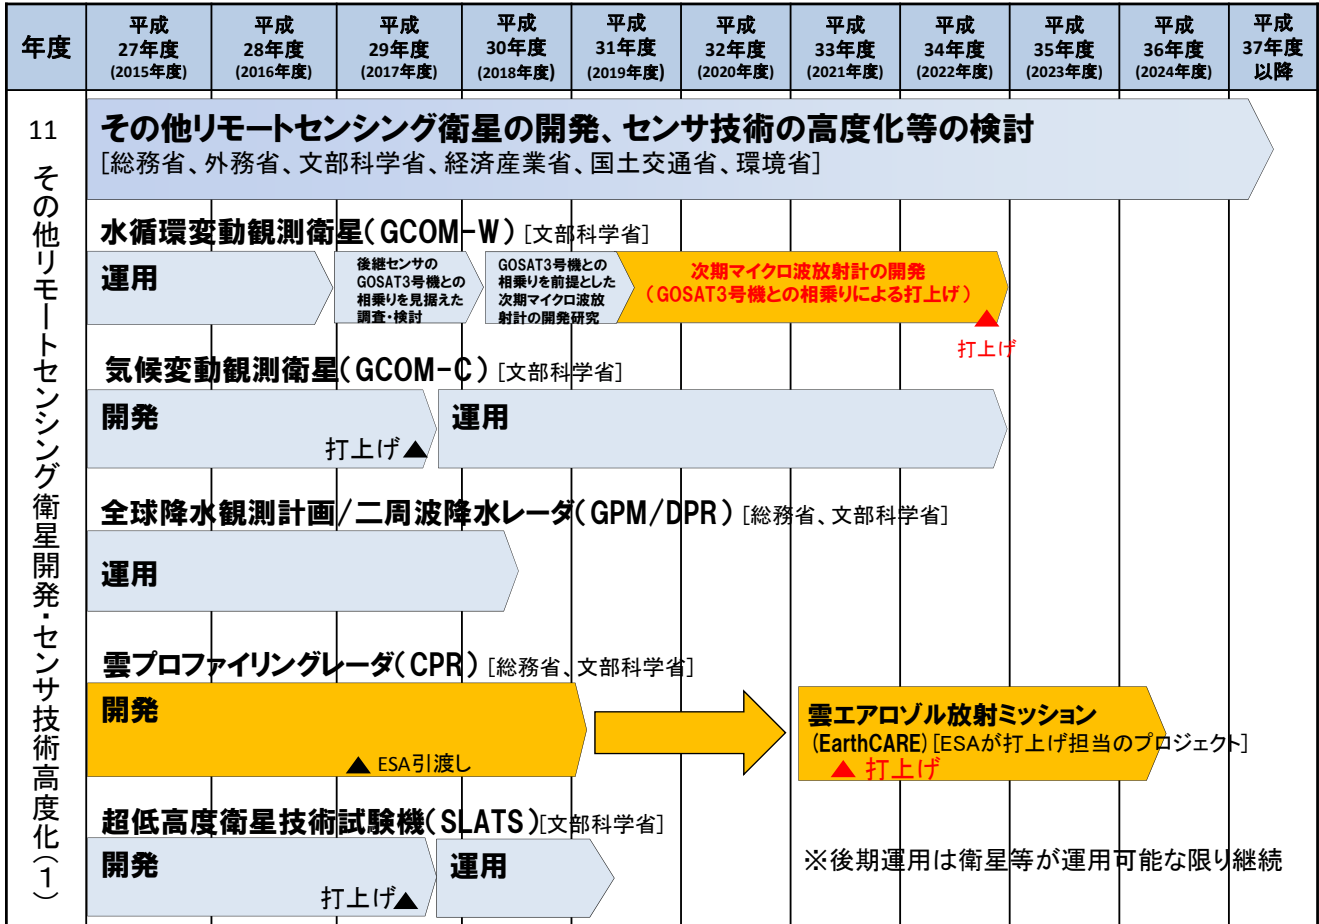 年度
平成
27年度
(2015年度)
平成
28年度
(2016年度)
平成
29年度
(2017年度)
平成
30年度
(2018年度)
平成
31年度
(2019年度)
平成
32年度
(2020年度)
平成
33年度
(2021年度)
平成
34年度
(2022年度)
平成
35年度
(2023年度)
平成
36年度
(2024年度)
平成
37年度
以降
11 その他リモートセンシング衛星開発・センサ技術高度化(1)
その他リモートセンシング衛星の開発、センサ技術の高度化等の検討
[総務省、外務省、文部科学省、経済産業省、国土交通省、環境省]
水循環変動観測衛星(GCOM-W)[文部科学省]
運用
後継センサの
GOSAT3号機との
相乗りを見据えた
調査・検討
GOSAT3号機との
相乗りを前提とした
次期マイクロ波放
射計の開発研究
次期マイクロ波放射計の開発
(GOSAT3号機との相乗りによる打上げ)
▲
打上げ
気候変動観測衛星(GCOM-C)[文部科学省]
開発
打上げ▲
運用
全球降水観測計画/二周波降水レーダ(GPM/DPR)[総務省、文部科学省]
運用
雲プロファイリングレーダ(CPR)[総務省、文部科学省]
開発
▲ ESA引渡し
雲エアロゾル放射ミッション
(EarthCARE)[ESAが打上げ担当のプロジェクト]
▲ 打上げ
超低高度衛星技術試験機(SLATS)[文部科学省]
開発
打上げ▲
運用
※後期運用は衛星等が運用可能な限り継続